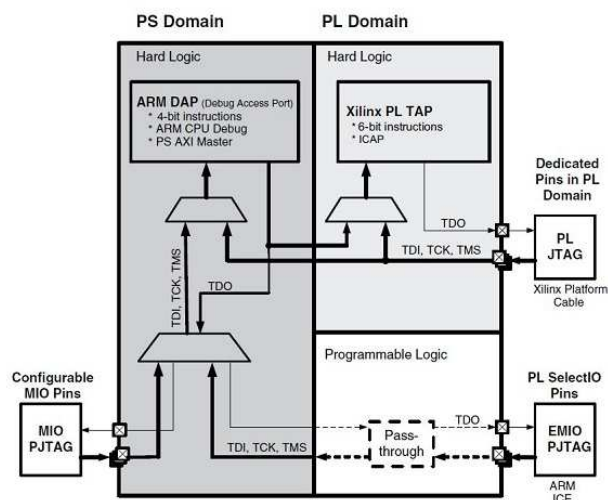 PS Domain
PL Domain
Hard Logic
Hard Logic
ARM DAP (Debug Access Port)
* 4-bit instructions
* ARM CPU Debug
* PS AXI Master
Xilinx PL TAP
* 6-bit instructions
* ICAP
Dedicated
Pins in PL
Domain
TDO
PL
JTAG
TDI, TCK, TMS
Xilinx Platform
Cable
TDI, TCK, TMS
TDO
Programmable Logic
Configurable
MIO Pins
PL SelectIO
Pins
MIO
PJTAG
TDO
Pass-
through
EMIO
PJTAG
TDI, TCK, TMS
ARM
ICE